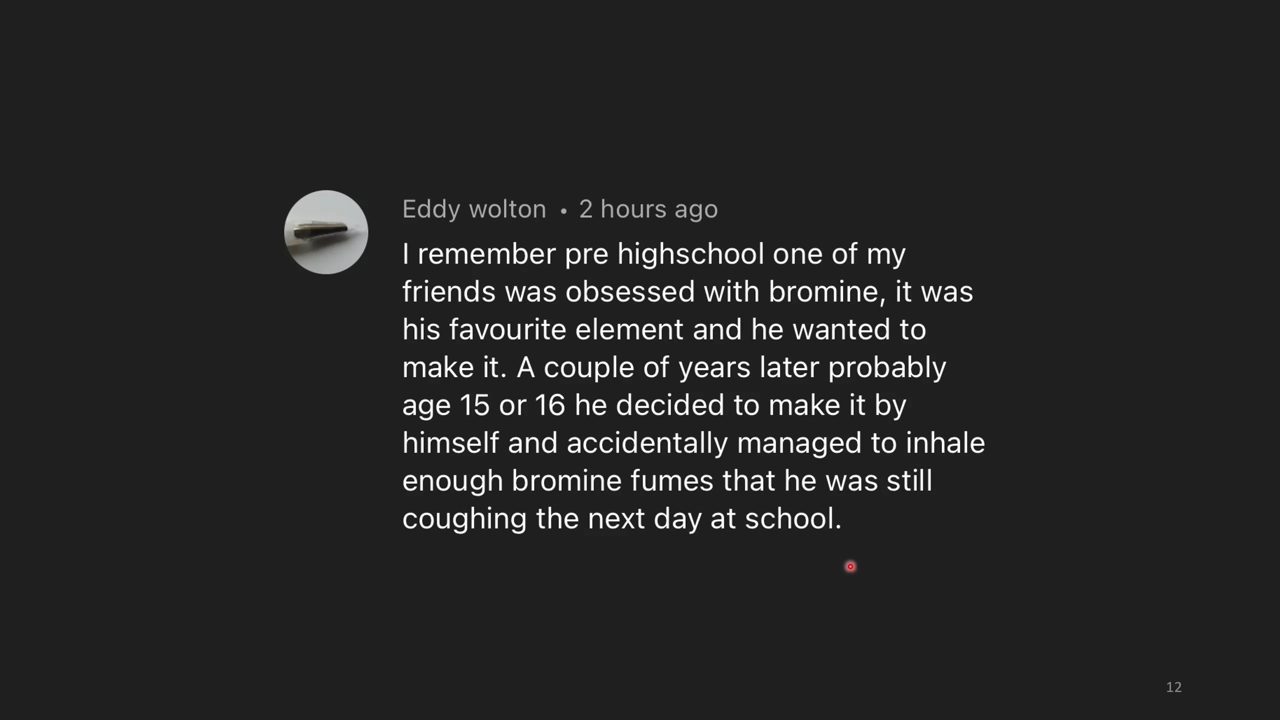 Eddy wolton • 2 hours ago
I remember pre highschool one of my
friends was obsessed with bromine, it was
his favourite element and he wanted to
make it. A couple of years later probably
age 15 or 16 he decided to make it by
himself and accidentally managed to inhale
enough bromine fumes that he was still
coughing the next day at school.
12